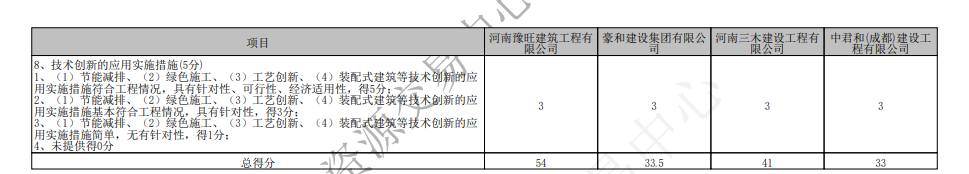 项目
河南豫旺建筑工程有限公司
豪和建设集团有限公司
河南三木建设工程有限公司
中君和(成都)建设工程有限公司
8、技术创新的应用实施措施(5分)
1、（1）节能减排、（2）绿色施工、（3）工艺创新、（4）装配式建筑等技术创新的应
用实施措施符合工程情况，具有针对性、可行性、经济适用性，得5分；
2、（1）节能减排、（2）绿色施工、（3）工艺创新、（4）装配式建筑等技术创新的应
用实施措施基本符合工程情况，具有针对性，得3分；
3、（1）节能减排、（2）绿色施工、（3）工艺创新、（4）装配式建筑等技术创新的应
用实施措施简单，无有针对性，得1分；
4、未提供得0分
3 3 3 3
总得分 54 33.5 41 33
资源交易中心
易中心